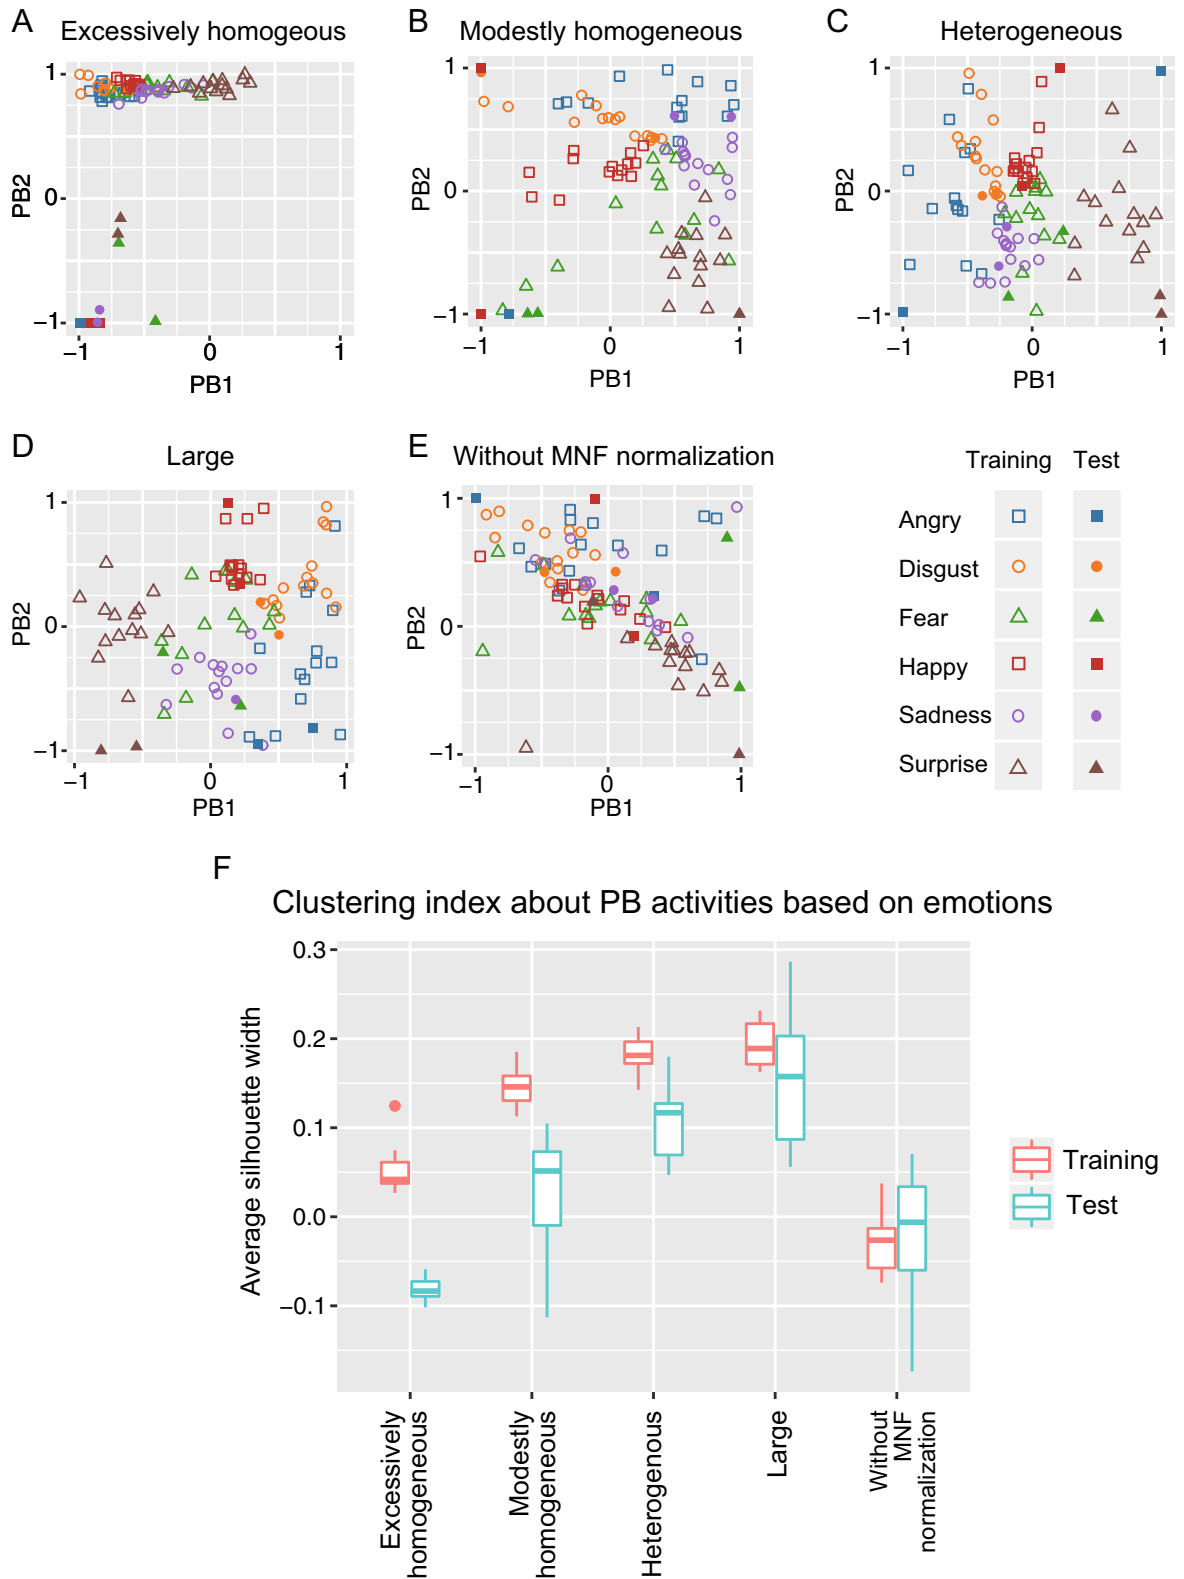 A
Excessively homogeous
PB2
1
0
−1
−1
0
1
PB1
B
Modestly homogeneous
PB2
1
0
−1
−1
0
1
PB1
C
Heterogeneous
PB2
1
0
−1
−1
0
1
PB1
D
Large
PB2
1
0
−1
−1
0
1
PB1
E
Without MNF normalization
PB2
1
0
−1
−1
0
1
PB1
Training Test
Angry
Disgust
Fear
Happy
Sadness
Surprise
F
Clustering index about PB activities based on emotions
Average silhouette width
0.3
0.2
0.1
0.0
−0.1
Excessively
homogeneous
Modestly
homogeneous
Heterogenous
Large
Without
MNF
normalization
Training
Test